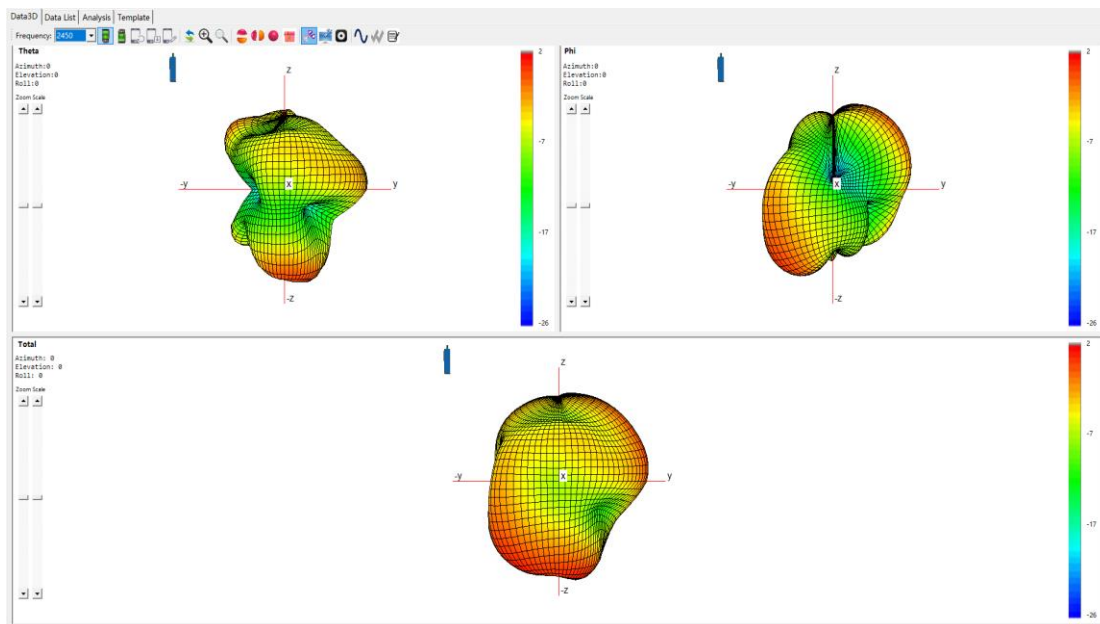 Data3D Data List Analysis Template
Frequency: 2450
Theta
Azimuth:0
Elevation:0
Roll:0
Zoom Scale
z
-y
x
y
-z
2
-7
-17
-26
Phi
Azimuth:0
Elevation:0
Roll:0
Zoom Scale
z
-y
x
y
-z
2
-7
-17
-26
Total
Azimuth: 0
Elevation: 0
Roll: 0
Zoom Scale
z
-y
x
y
-z
2
-7
-17
-26